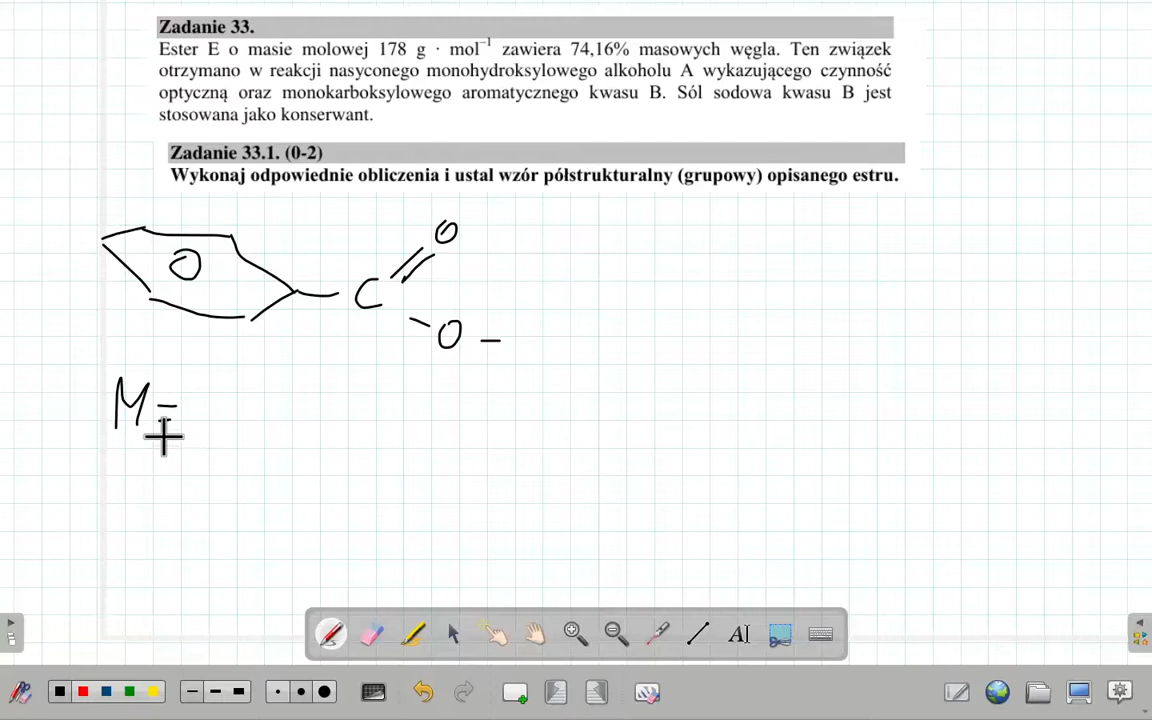 Zadanie 33.
Ester E o masie molowej 178 g · mol⁻¹ zawiera 74,16% masowych węgla. Ten związek
otrzymano w reakcji nasyconego monohydroksylowego alkoholu A wykazującego czynność
optyczną oraz monokarboksylowego aromatycznego kwasu B. Sól sodowa kwasu B jest
stosowana jako konserwant.
Zadanie 33.1. (0-2)
Wykonaj odpowiednie obliczenia i ustal wzór półstrukturalny (grupowy) opisanego estru.
O
C
O -
M =
A